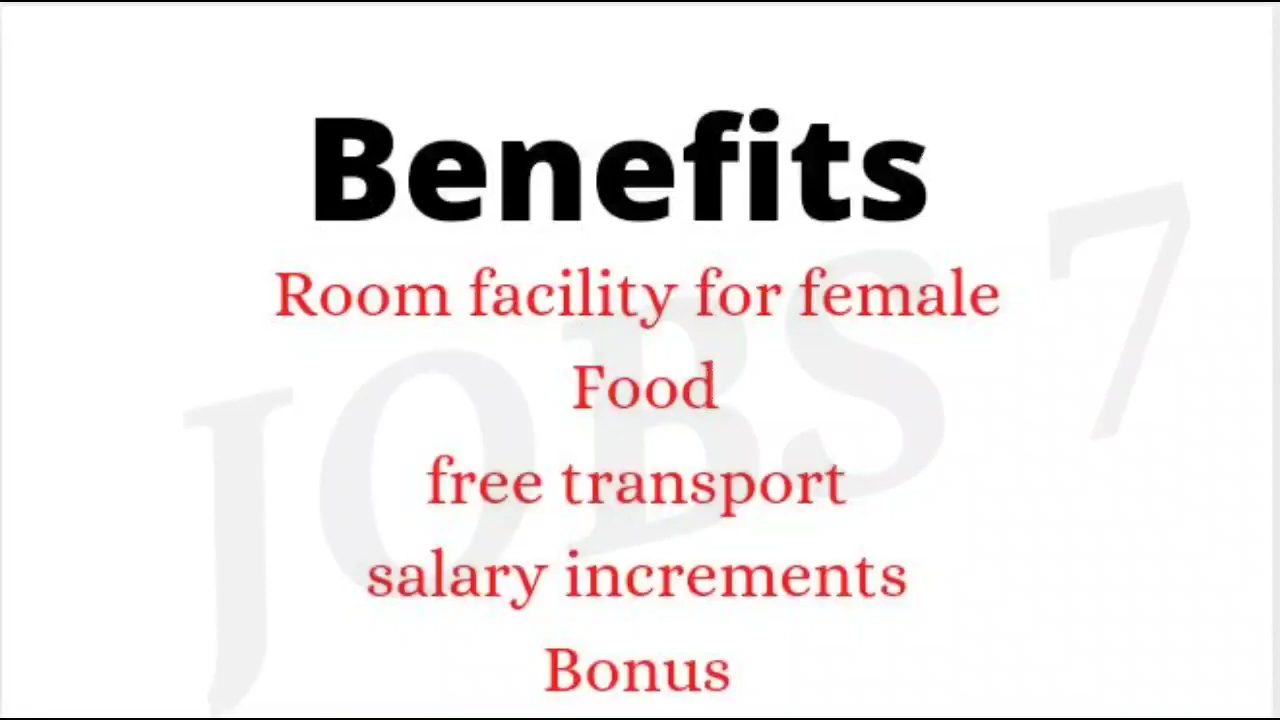 Benefits
Room facility for female
Food
free transport
salary increments
Bonus
JOBS 7